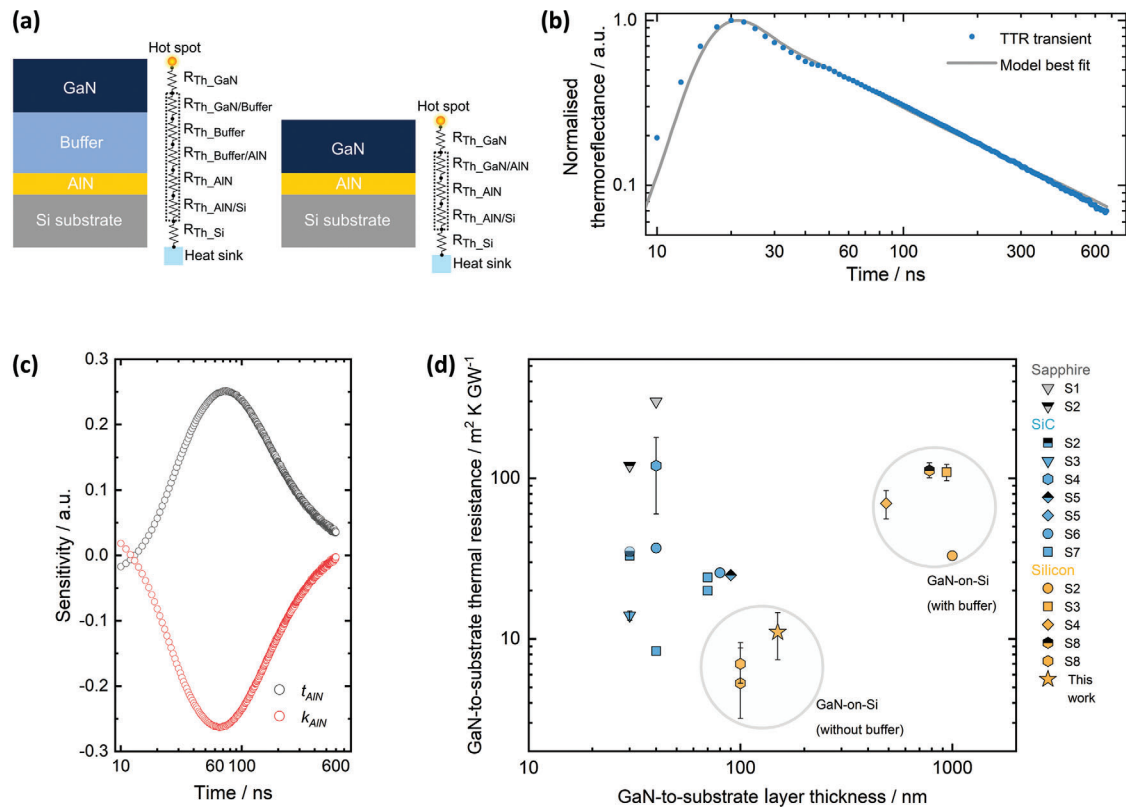 (a)
Hot spot
GaN
Buffer
AlN
Si substrate
R_Th_GaN
R_Th_GaN/Buffer
R_Th_Buffer
R_Th_Buffer/AlN
R_Th_AlN
R_Th_AlN/Si
R_Th_Si
Heat sink
Hot spot
GaN
AlN
Si substrate
R_Th_GaN
R_Th_GaN/AlN
R_Th_AlN
R_Th_AlN/Si
R_Th_Si
Heat sink
(b)
Normalised
thermoreflectance / a.u.
1.0
0.1
TTR transient
Model best fit
10
30
60
100
300
600
Time / ns
(c)
Sensitivity / a.u.
0.3
0.2
0.1
0.0
-0.1
-0.2
-0.3
t_AlN
k_AlN
10
60
100
600
Time / ns
(d)
GaN-to-substrate thermal resistance / m² K GW⁻¹
100
10
GaN-on-Si
(with buffer)
GaN-on-Si
(without buffer)
10
100
1000
GaN-to-substrate layer thickness / nm
Sapphire
S1
S2
SiC
S2
S3
S4
S5
S5
S6
S7
Silicon
S2
S3
S4
S8
S8
This
work